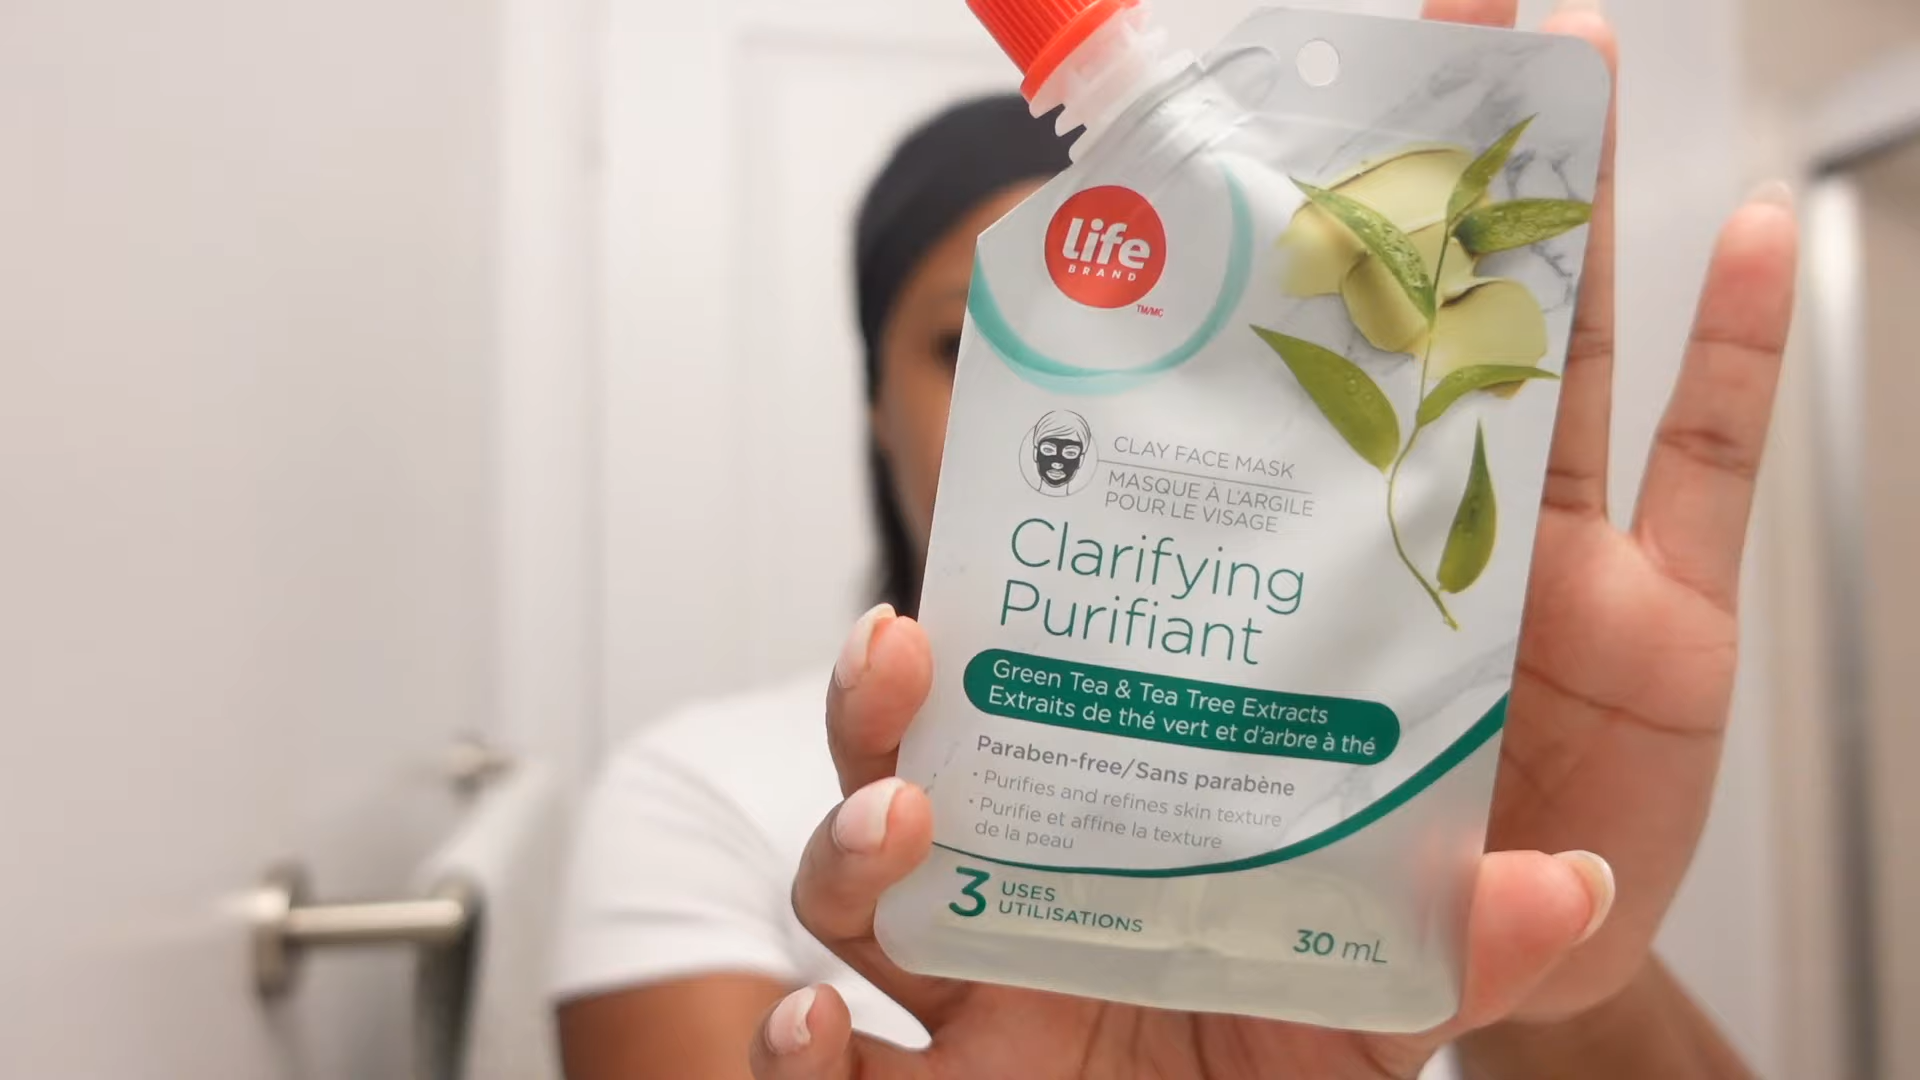 life
BRAND
TM/MC
CLAY FACE MASK
MASQUE À L'ARGILE
POUR LE VISAGE
Clarifying
Purifiant
Green Tea & Tea Tree Extracts
Extraits de thé vert et d'arbre à thé
Paraben-free/Sans parabène
• Purifies and refines skin texture
• Purifie et affine la texture
de la peau
3 USES
UTILISATIONS
30 mL